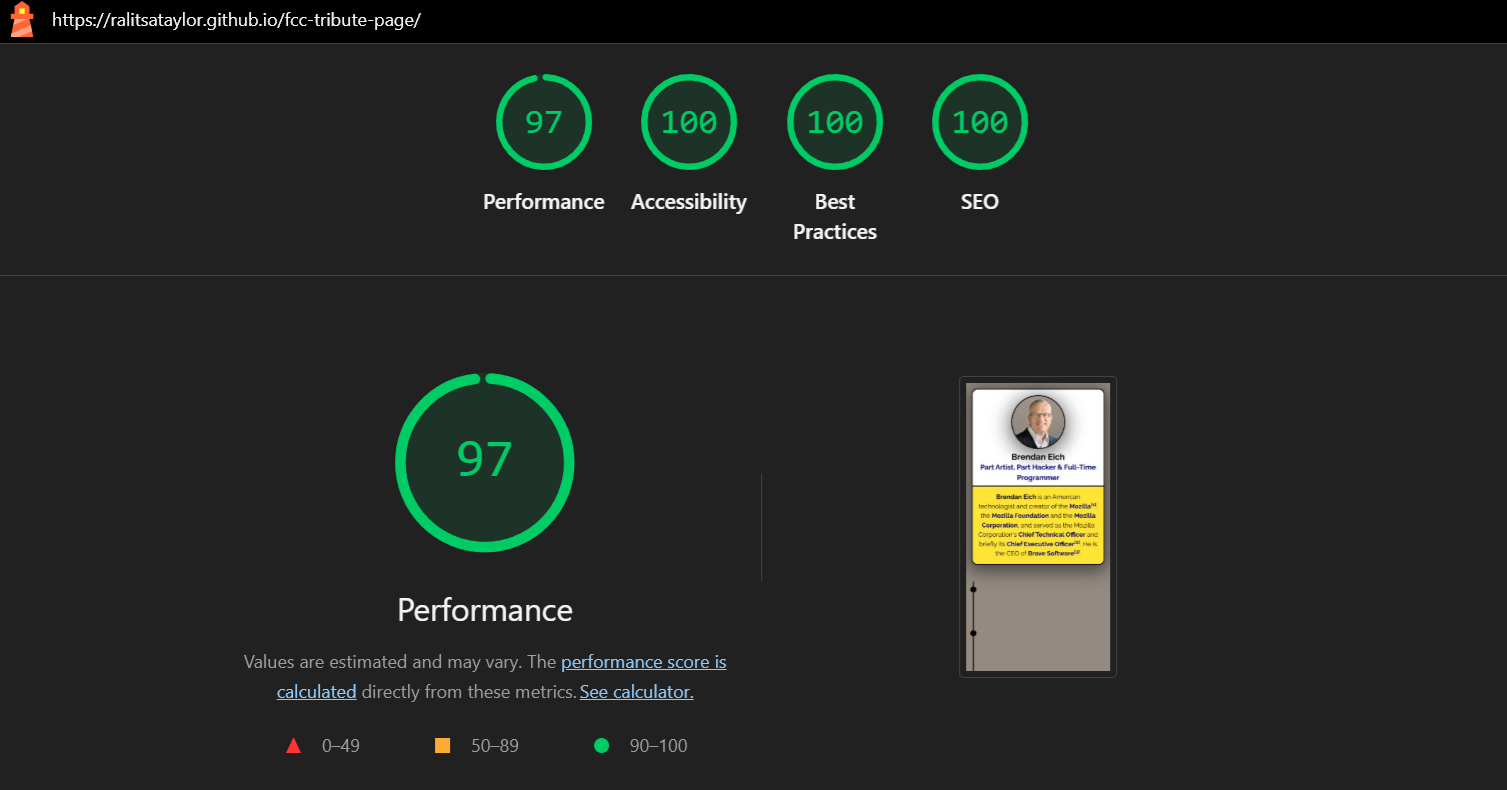 https://ralitsataylor.github.io/fcc-tribute-page/
97
100
100
100
Performance
Accessibility
Best
Practices
SEO
97
Performance
Values are estimated and may vary. The performance score is
calculated directly from these metrics. See calculator.
0–49
50–89
90–100
Brendan Eich
Part Artist, Part Hacker & Full-Time
Programmer
Brendan Eich is an American
technologist and creator of the Mozilla[1],
the Mozilla Foundation and the Mozilla
Corporation, and served as the Mozilla
Corporation's Chief Technical Officer and
briefly its Chief Executive Officer[2]. He is
the CEO of Brave Software[3].